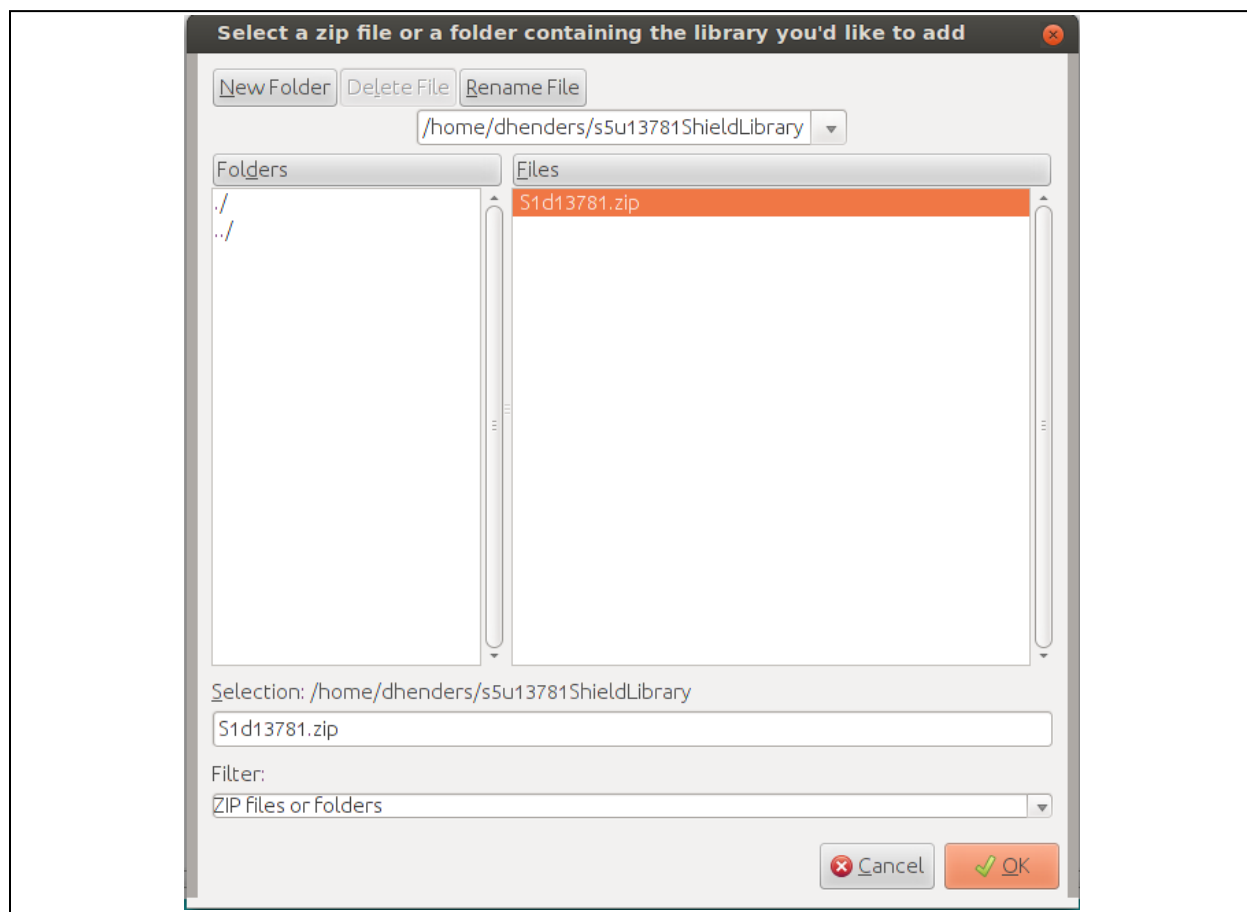 Select a zip file or a folder containing the library you'd like to add
New Folder Delete File Rename File
/home/dhenders/s5u13781ShieldLibrary
Folders Files
./ S1d13781.zip
../
Selection: /home/dhenders/s5u13781ShieldLibrary
S1d13781.zip
Filter:
ZIP files or folders
Cancel OK